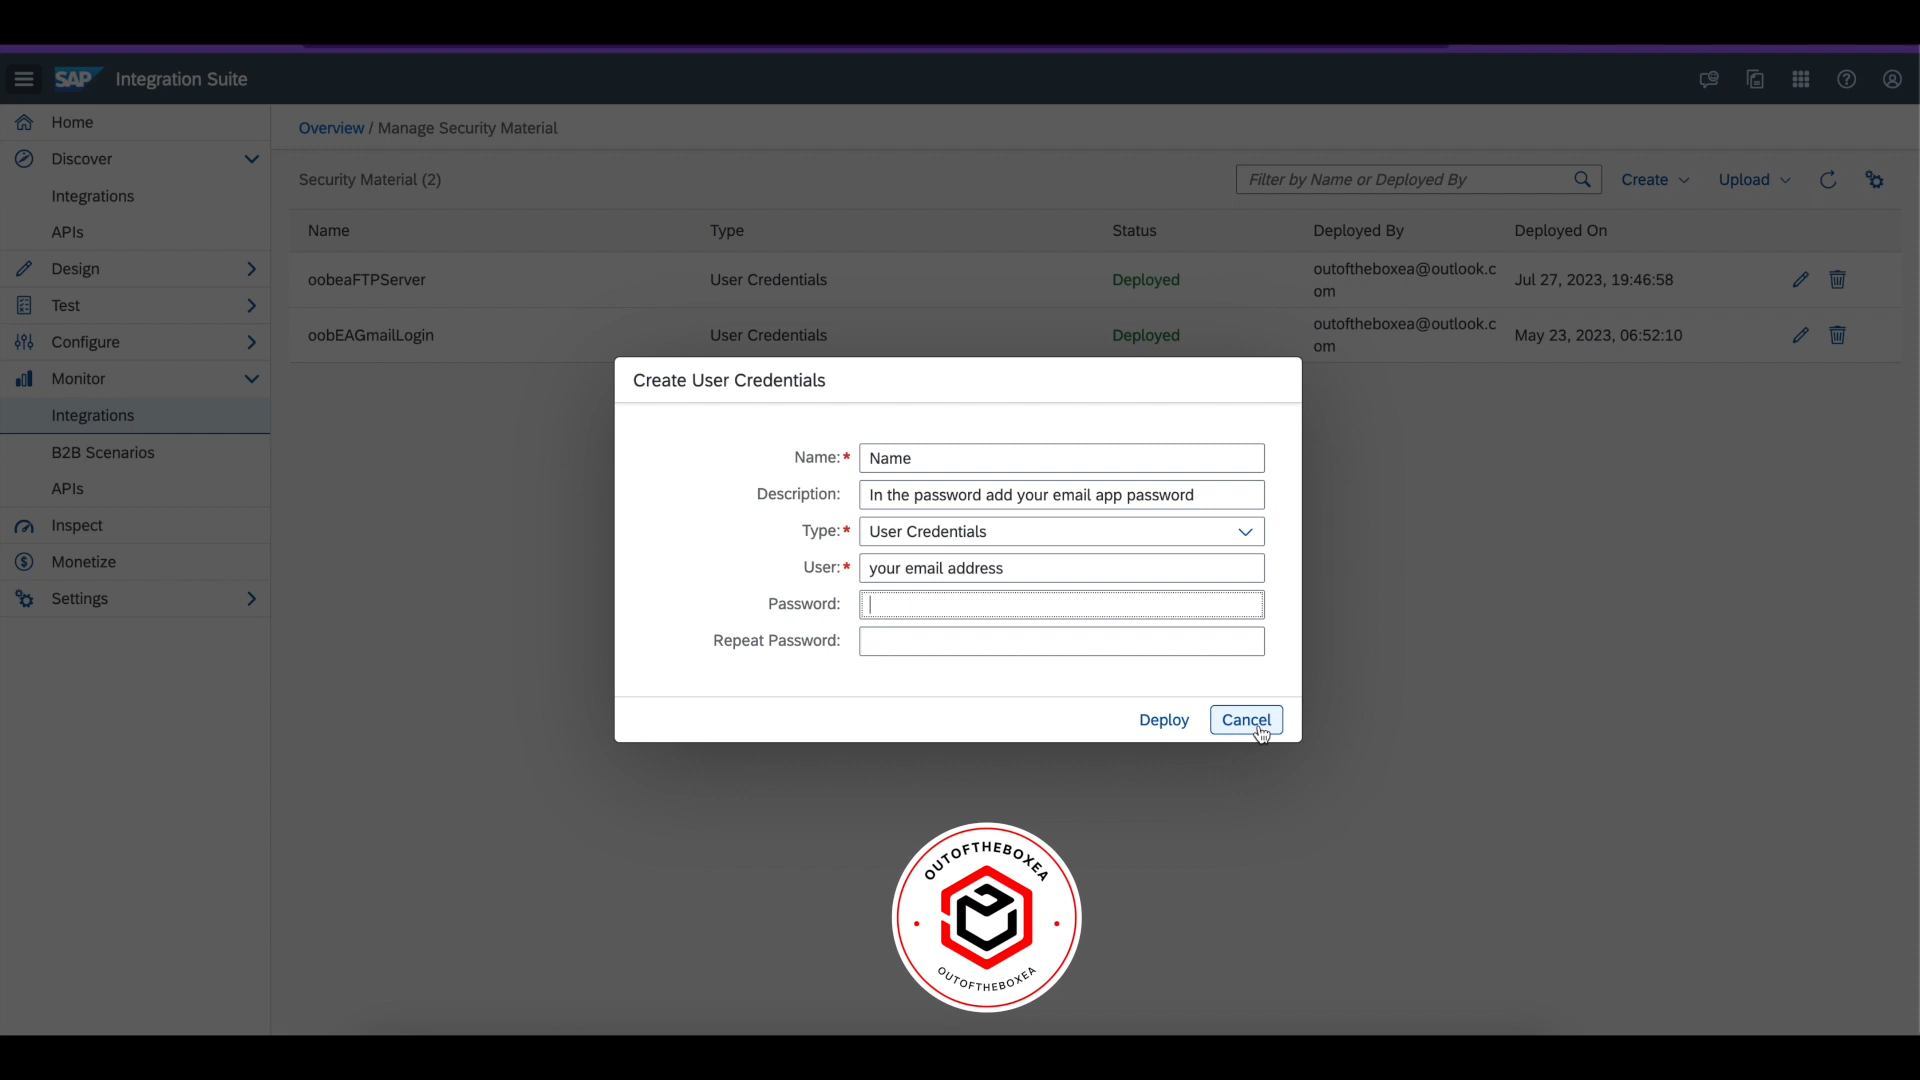 SAP Integration Suite
Home
Discover
Integrations
APIs
Design
Test
Configure
Monitor
Integrations
B2B Scenarios
APIs
Inspect
Monetize
Settings
Overview / Manage Security Material
Security Material (2)
Filter by Name or Deployed By
Create
Upload
Name Type Status Deployed By Deployed On
oobeaFTPServer User Credentials Deployed outoftheboxea@outlook.c
om Jul 27, 2023, 19:46:58
oobEAGmailLogin User Credentials Deployed outoftheboxea@outlook.c
om May 23, 2023, 06:52:10
Create User Credentials
Name:* Name
Description: In the password add your email app password
Type:* User Credentials
User:* your email address
Password:
Repeat Password:
Deploy Cancel
OUTOFTHEBOXEA
OUTOFTHEBOXEA